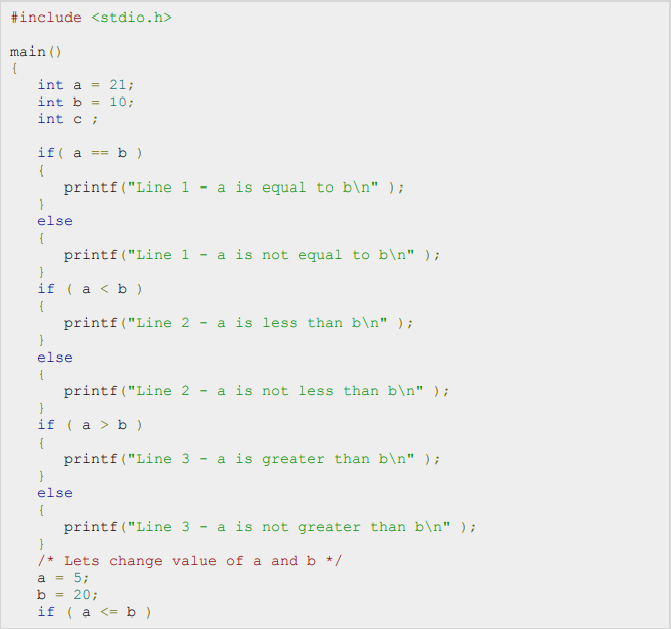 #include <stdio.h>
main()
{
int a = 21;
int b = 10;
int c ;
if( a == b )
{
printf("Line 1 - a is equal to b\n" );
}
else
{
printf("Line 1 - a is not equal to b\n" );
}
if ( a < b )
{
printf("Line 2 - a is less than b\n" );
}
else
{
printf("Line 2 - a is not less than b\n" );
}
if ( a > b )
{
printf("Line 3 - a is greater than b\n" );
}
else
{
printf("Line 3 - a is not greater than b\n" );
}
/* Lets change value of a and b */
a = 5;
b = 20;
if ( a <= b )